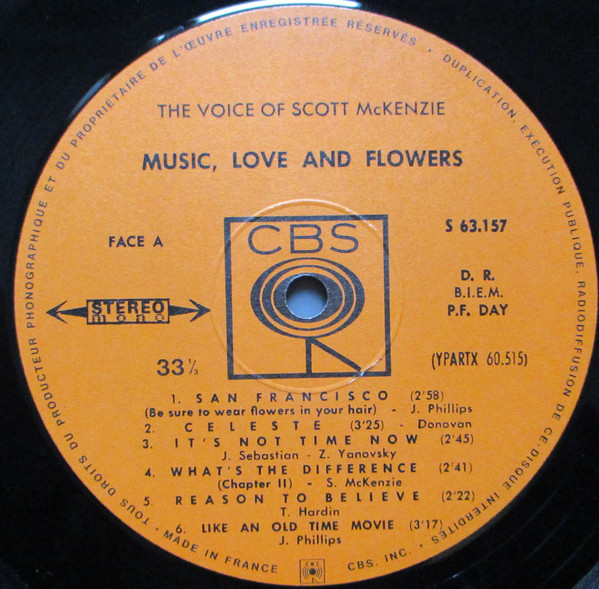 TOUS DROITS DU PRODUCTEUR PHONOGRAPHIQUE ET DU PROPRIÉTAIRE DE L'ŒUVRE ENREGISTRÉE RÉSERVÉS • DUPLICATION, EXÉCUTION PUBLIQUE, RADIODIFFUSION DE CE DISQUE INTERDITES •
THE VOICE OF SCOTT McKENZIE
MUSIC, LOVE AND FLOWERS
FACE A
CBS
S 63.157
D. R.
B.I.E.M.
P.F. DAY
STEREO
mono
33 1/3
(YPARTX 60.515)
1. SAN FRANCISCO (2'58)
(Be sure to wear flowers in your hair) - J. Phillips
2. CELESTE (3'25) - Donovan
3. IT'S NOT TIME NOW (2'45)
J. Sebastian - Z. Yanovsky
4. WHAT'S THE DIFFERENCE (2'41)
(Chapter II) - S. McKenzie
5. REASON TO BELIEVE (2'22)
T. Hardin
6. LIKE AN OLD TIME MOVIE (3'17)
J. Phillips
• MADE IN FRANCE
CBS
CBS. INC. •